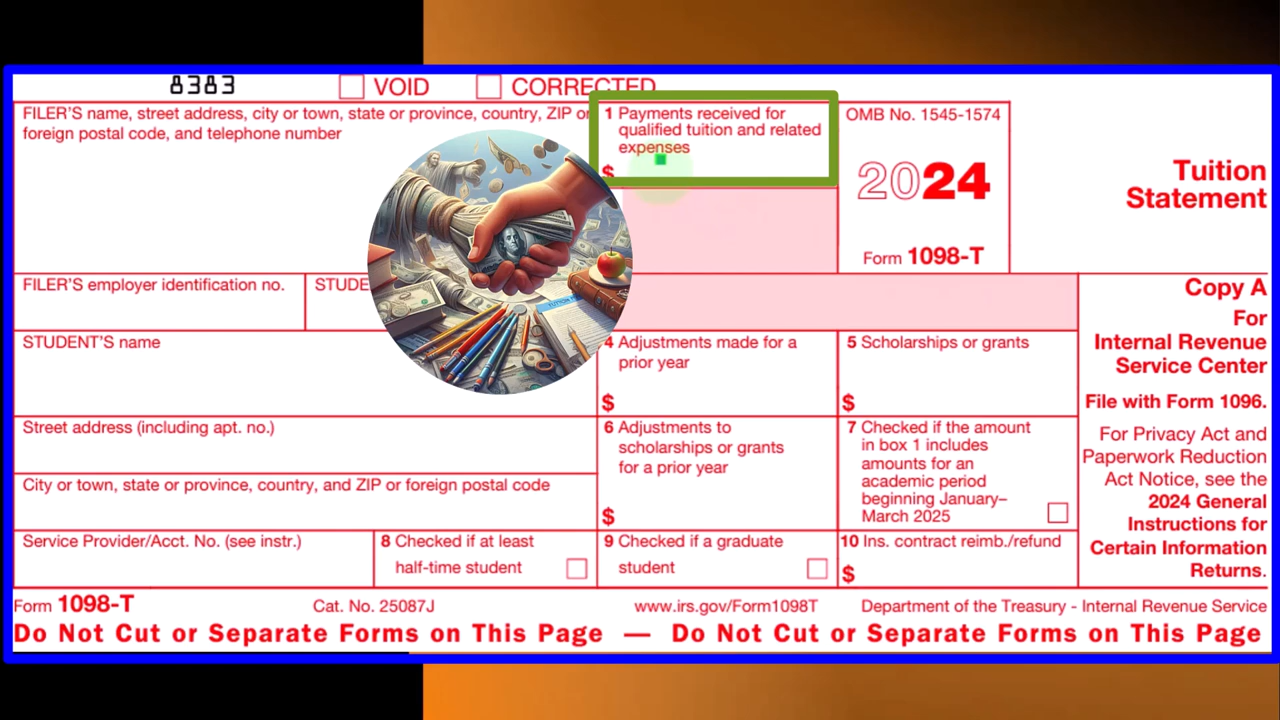 8383
VOID
CORRECTED
FILER'S name, street address, city or town, state or province, country, ZIP or
foreign postal code, and telephone number
1 Payments received for
qualified tuition and related
expenses
$
OMB No. 1545-1574
2024
Form 1098-T
Tuition
Statement
FILER'S employer identification no.
STUDE
Copy A
For
Internal Revenue
Service Center
File with Form 1096.
For Privacy Act and
Paperwork Reduction
Act Notice, see the
2024 General
Instructions for
Certain Information
Returns.
STUDENT'S name
4 Adjustments made for a
prior year
$
5 Scholarships or grants
$
Street address (including apt. no.)
6 Adjustments to
scholarships or grants
for a prior year
$
7 Checked if the amount
in box 1 includes
amounts for an
academic period
beginning January–
March 2025
City or town, state or province, country, and ZIP or foreign postal code
Service Provider/Acct. No. (see instr.)
8 Checked if at least
half-time student
9 Checked if a graduate
student
10 Ins. contract reimb./refund
$
Form 1098-T
Cat. No. 25087J
www.irs.gov/Form1098T
Department of the Treasury - Internal Revenue Service
Do Not Cut or Separate Forms on This Page — Do Not Cut or Separate Forms on This Page